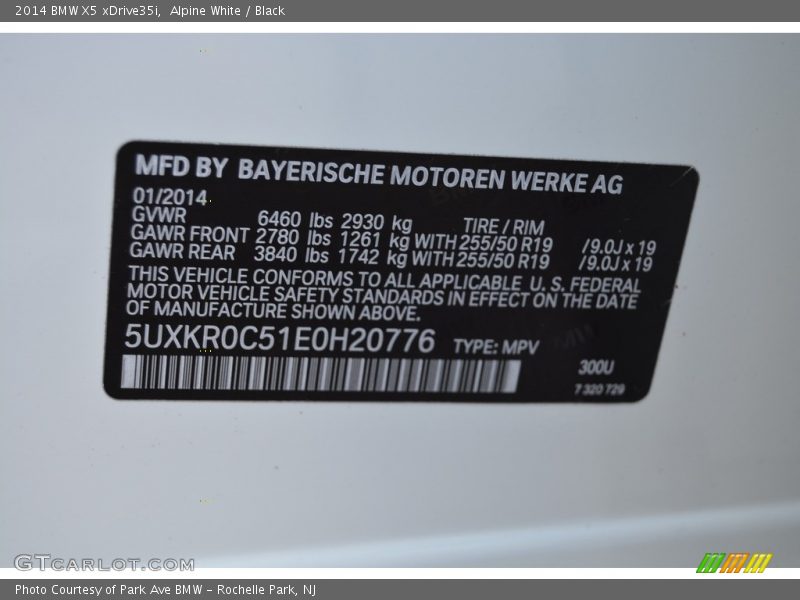 2014 BMW X5 xDrive35i, Alpine White / Black
MFD BY BAYERISCHE MOTOREN WERKE AG
01/2014
GVWR 6460 lbs 2930 kg TIRE / RIM
GAWR FRONT 2780 lbs 1261 kg WITH 255/50 R19 /9.0J x 19
GAWR REAR 3840 lbs 1742 kg WITH 255/50 R19 /9.0J x 19
THIS VEHICLE CONFORMS TO ALL APPLICABLE U.S. FEDERAL
MOTOR VEHICLE SAFETY STANDARDS IN EFFECT ON THE DATE
OF MANUFACTURE SHOWN ABOVE.
5UXKR0C51E0H20776 TYPE: MPV
300U
7 320 729
GTCARLOT.COM
Photo Courtesy of Park Ave BMW - Rochelle Park, NJ